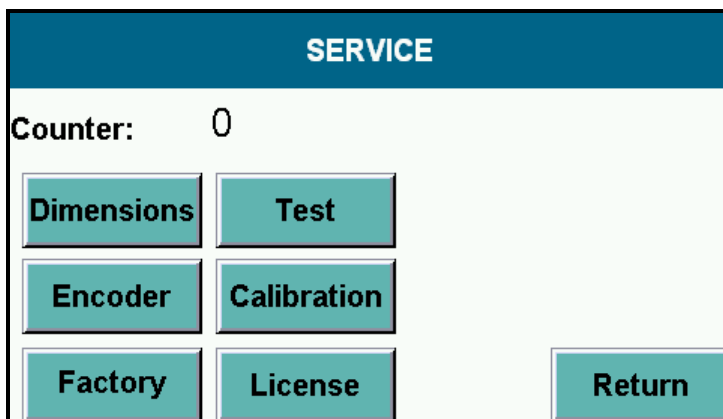 SERVICE
Counter: 0
Dimensions Test
Encoder Calibration
Factory License Return